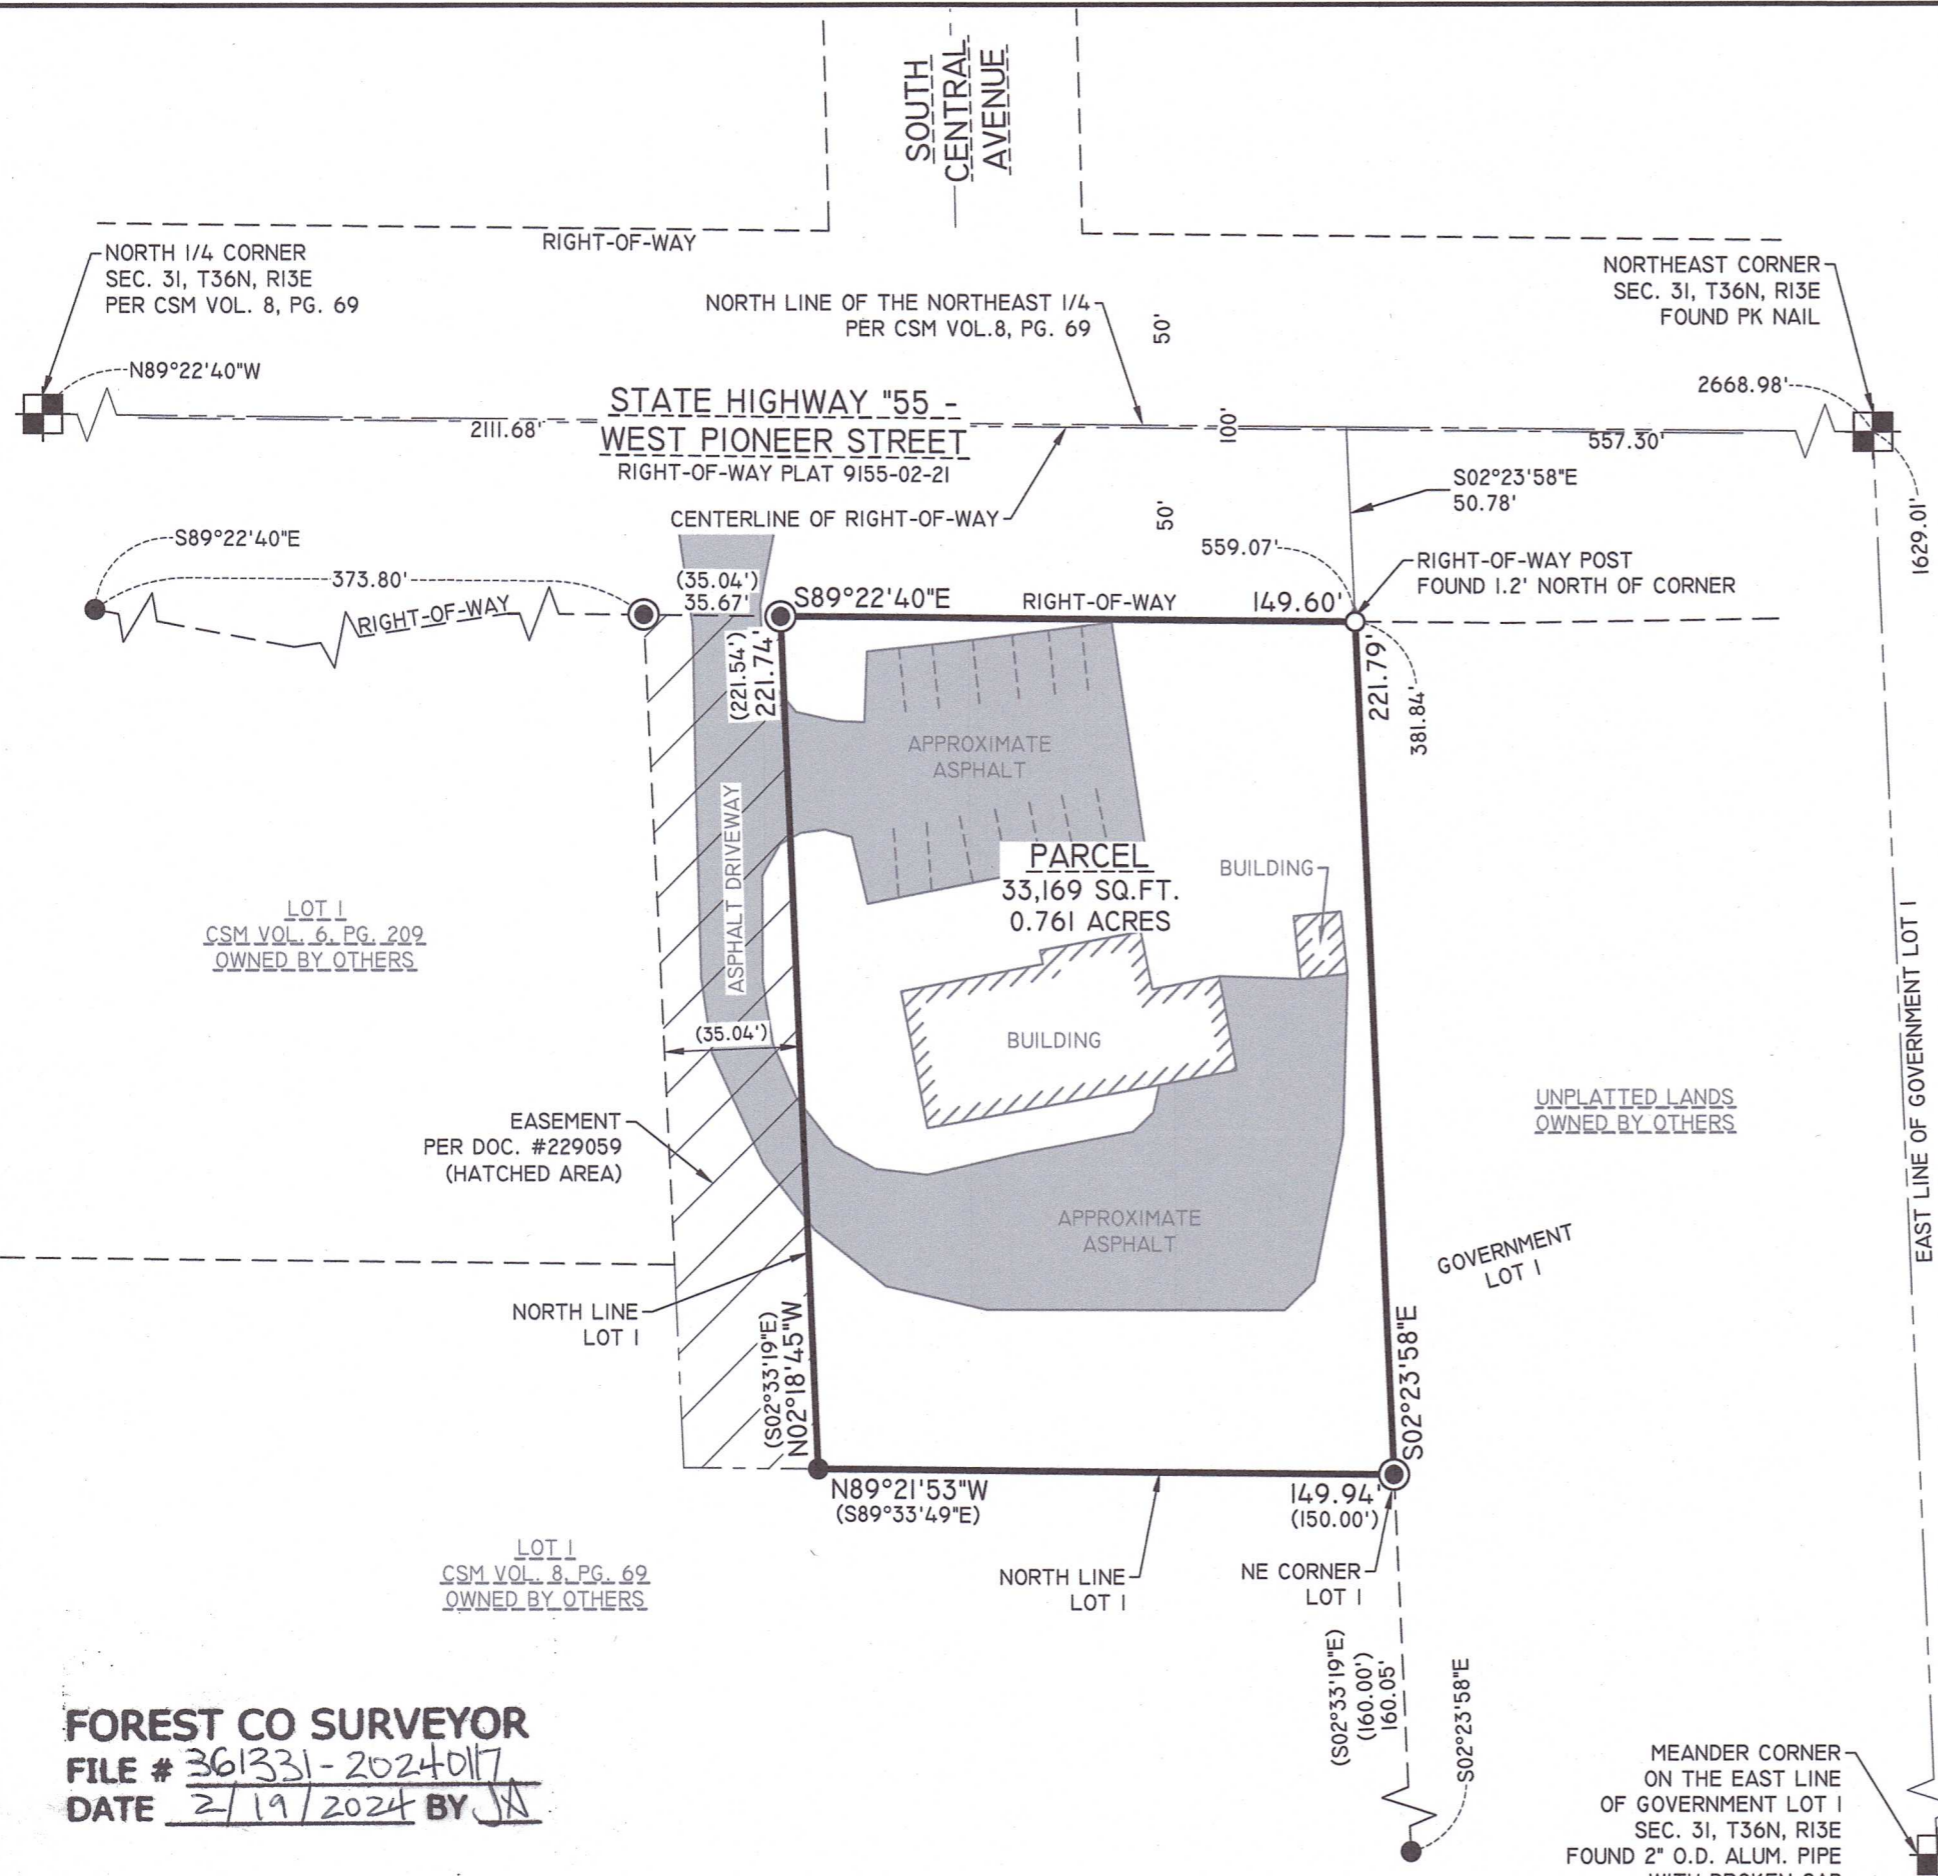 SOUTH
CENTRAL
AVENUE
RIGHT-OF-WAY
NORTH 1/4 CORNER
SEC. 31, T36N, R13E
PER CSM VOL. 8, PG. 69
NORTHEAST CORNER
SEC. 31, T36N, R13E
FOUND PK NAIL
NORTH LINE OF THE NORTHEAST 1/4
PER CSM VOL.8, PG. 69
50'
N89°22'40"W
2668.98'
STATE HIGHWAY "55 -
WEST PIONEER STREET
RIGHT-OF-WAY PLAT 9155-02-21
2111.68'
100'
557.30'
S02°23'58"E
50.78'
1629.01'
CENTERLINE OF RIGHT-OF-WAY
50'
S89°22'40"E
373.80'
RIGHT-OF-WAY
559.07'
RIGHT-OF-WAY POST
FOUND 1.2' NORTH OF CORNER
(35.04')
35.67'
S89°22'40"E
RIGHT-OF-WAY
149.60'
(221.54')
221.74'
221.79'
381.84'
APPROXIMATE
ASPHALT
ASPHALT DRIVEWAY
PARCEL
33,169 SQ.FT.
0.761 ACRES
BUILDING
LOT 1
CSM VOL. 6, PG. 209
OWNED BY OTHERS
(35.04')
BUILDING
EAST LINE OF GOVERNMENT LOT 1
EASEMENT
PER DOC. #229059
(HATCHED AREA)
UNPLATTED LANDS
OWNED BY OTHERS
APPROXIMATE
ASPHALT
GOVERNMENT
LOT 1
NORTH LINE
LOT 1
(S02°33'19"E)
N02°18'45"W
S02°23'58"E
N89°21'53"W
(S89°33'49"E)
149.94'
(150.00')
LOT 1
CSM VOL. 8, PG. 69
OWNED BY OTHERS
NORTH LINE
LOT 1
NE CORNER
LOT 1
(S02°33'19"E)
(160.00')
160.05'
S02°23'58"E
FOREST CO SURVEYOR
FILE # 361331-20240117
DATE 2/19/2024 BY JA
MEANDER CORNER
ON THE EAST LINE
OF GOVERNMENT LOT 1
SEC. 31, T36N, R13E
FOUND 2" O.D. ALUM. PIPE
WITH BROKEN CAP